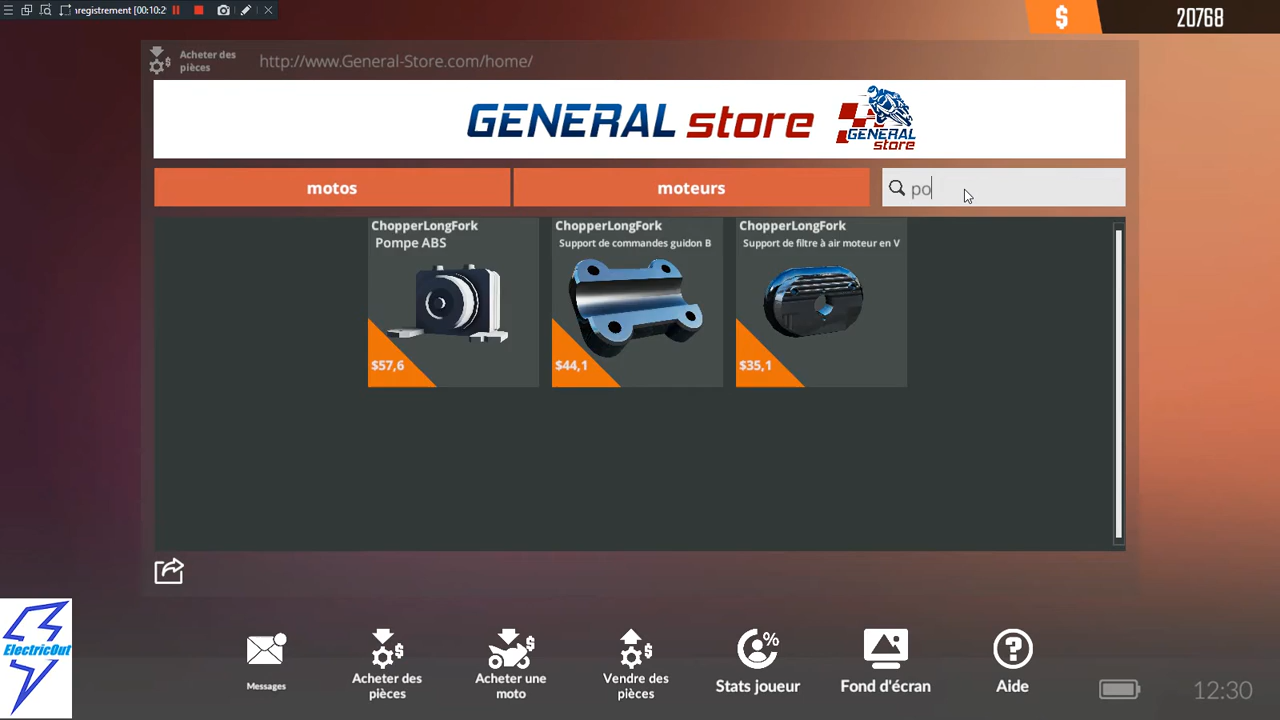 nregistrement [00:10:2
$ 20768
Acheter des
pièces
http://www.General-Store.com/home/
GENERAL store
GENERAL
store
motos
moteurs
po
ChopperLongFork
Pompe ABS
$57,6
ChopperLongFork
Support de commandes guidon B
$44,1
ChopperLongFork
Support de filtre à air moteur en V
$35,1
ElectricOut
Messages
Acheter des
pièces
Acheter une
moto
Vendre des
pièces
Stats joueur
Fond d'écran
Aide
12:30